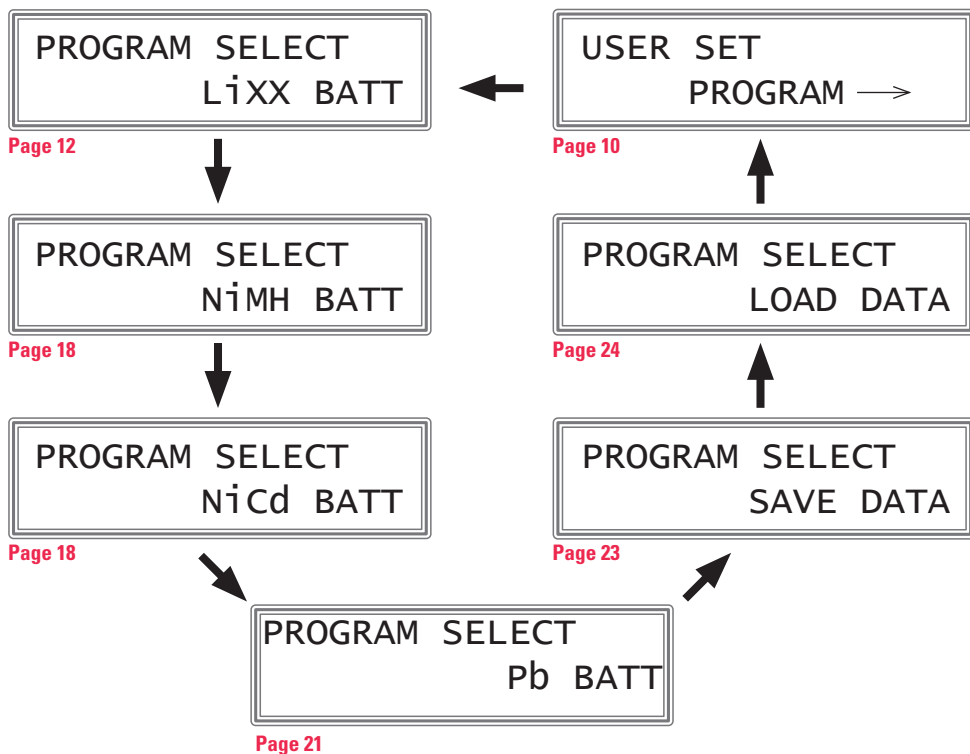 PROGRAM SELECT
LiXX BATT
Page 12
USER SET
PROGRAM →
Page 10
PROGRAM SELECT
NiMH BATT
Page 18
PROGRAM SELECT
LOAD DATA
Page 24
PROGRAM SELECT
NiCd BATT
Page 18
PROGRAM SELECT
SAVE DATA
Page 23
PROGRAM SELECT
Pb BATT
Page 21